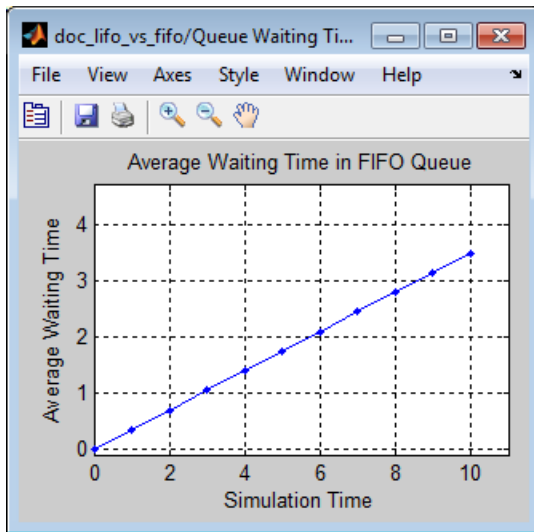 doc_lifo_vs_fifo/Queue Waiting Ti...
File View Axes Style Window Help
Average Waiting Time in FIFO Queue
Average Waiting Time
4
3
2
1
0
0 2 4 6 8 10
Simulation Time